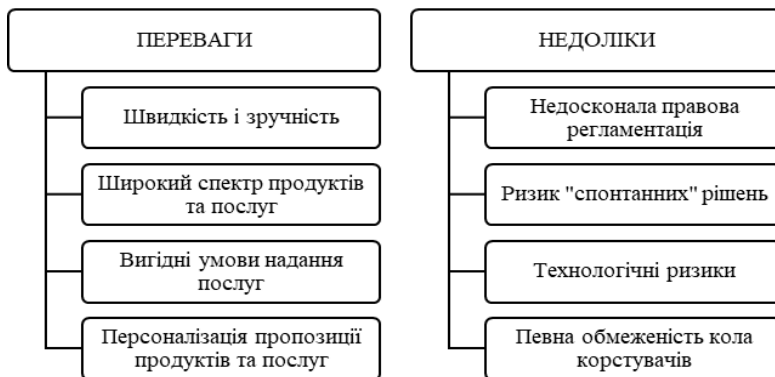 ПЕРЕВАГИ
Швидкість і зручність
Широкий спектр продуктів
та послуг
Вигідні умови надання
послуг
Персоналізація пропозиції
продуктів та послуг
НЕДОЛІКИ
Недосконала правова
регламентація
Ризик "спонтанних" рішень
Технологічні ризики
Певна обмеженість кола
корстувачів